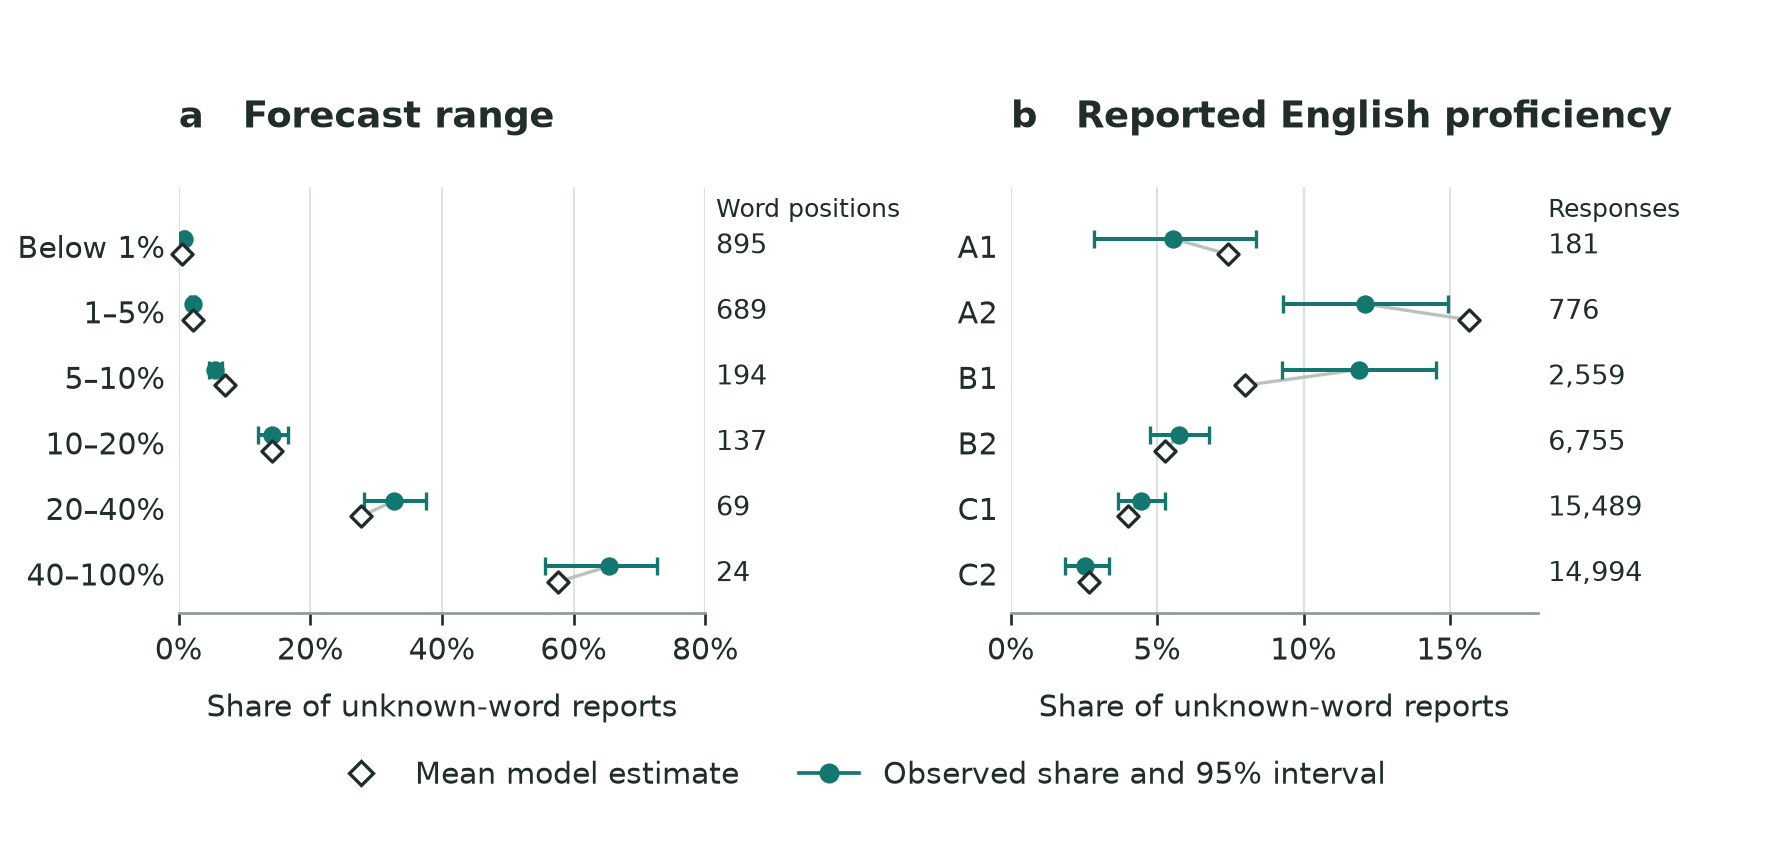 a Forecast range
Word positions
Below 1% 895
1–5% 689
5–10% 194
10–20% 137
20–40% 69
40–100% 24
0% 20% 40% 60% 80%
Share of unknown-word reports
b Reported English proficiency
Responses
A1 181
A2 776
B1 2,559
B2 6,755
C1 15,489
C2 14,994
0% 5% 10% 15%
Share of unknown-word reports
Mean model estimate Observed share and 95% interval